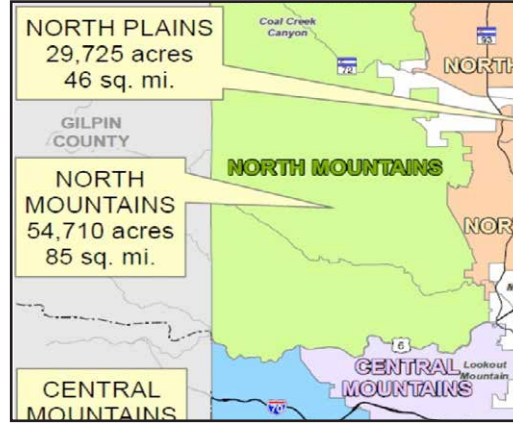 NORTH PLAINS
29,725 acres
46 sq. mi.
Coal Creek
Canyon
93
72
NORTH
GILPIN
COUNTY
NORTH MOUNTAINS
NORTH
MOUNTAINS
54,710 acres
85 sq. mi.
NOR
6
CENTRAL
MOUNTAINS
Lookout
Mountain
CENTRAL
MOUNTAINS
70